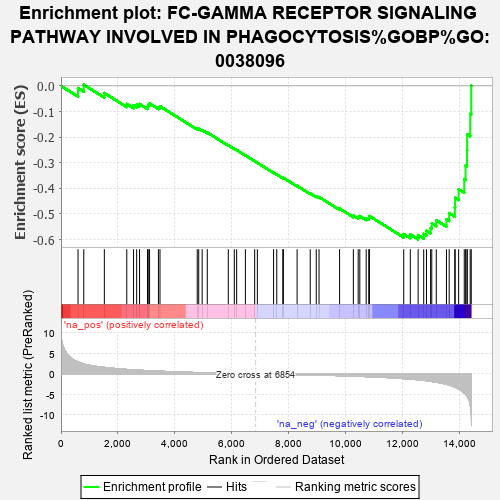 Enrichment plot: FC-GAMMA RECEPTOR SIGNALING
PATHWAY INVOLVED IN PHAGOCYTOSIS%GOBP%GO:
0038096
Enrichment score (ES)
0.0
-0.1
-0.2
-0.3
-0.4
-0.5
-0.6
'na_pos' (positively correlated)
Ranked list metric (PreRanked)
10
5
0
-5
-10
Zero cross at 6854
'na_neg' (negatively correlated)
0
2,000
4,000
6,000
8,000
10,000
12,000
14,000
Rank in Ordered Dataset
Enrichment profile
Hits
Ranking metric scores